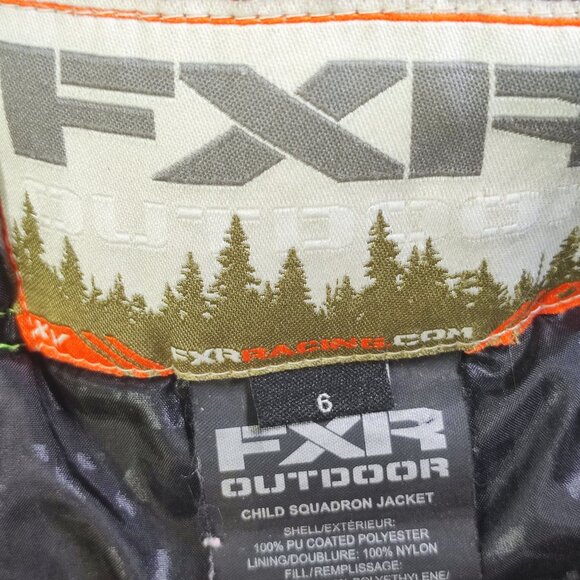 FXR
OUTDOOR
FXRRACING.COM
6
FXR
OUTDOOR
CHILD SQUADRON JACKET
SHELL/EXTÉRIEUR:
100% PU COATED POLYESTER
LINING/DOUBLURE: 100% NYLON
FILL/REMPLISSAGE:
POLYETHYLENE/